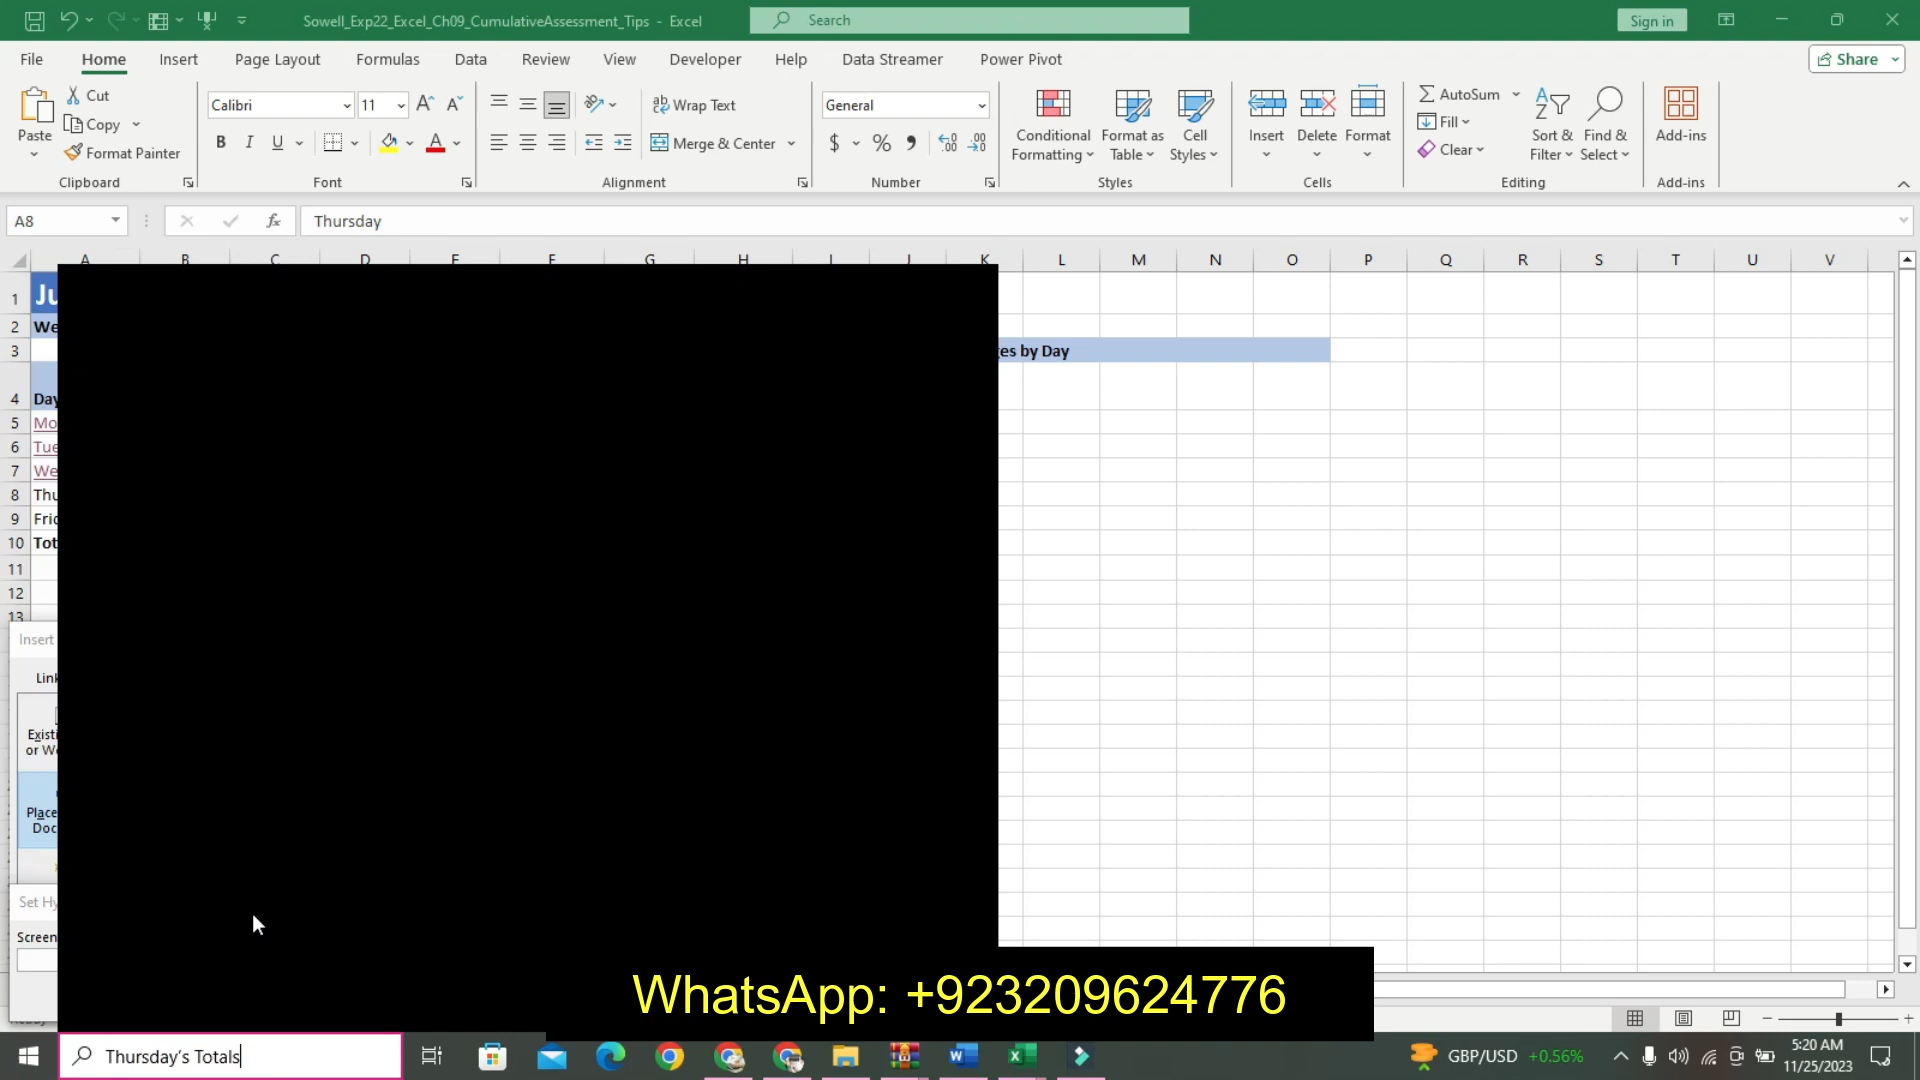 Sowell_Exp22_Excel_Ch09_CumulativeAssessment_Tips - Excel
Search
Sign in
File Home Insert Page Layout Formulas Data Review View Developer Help Data Streamer Power Pivot
Share
Paste
Cut
Copy
Format Painter
Clipboard
Calibri 11
B I U
Font
Wrap Text
Merge & Center
Alignment
General
$ % ,
Number
Conditional Formatting
Format as Table
Cell Styles
Styles
Insert Delete Format
Cells
AutoSum
Fill
Clear
Sort & Filter
Find & Select
Editing
Add-ins
Add-ins
A8
fx
Thursday
A B C D E F G H I J K L M N O P Q R S T U V
1 Ju
2 We
3 es by Day
4 Day
5 Mo
6 Tue
7 We
8 Thu
9 Frid
10 Tot
11
12
13
Insert
Link
Existi
or We
Place
Doc
Set Hy
Screen
WhatsApp: +923209624776
Thursday's Totals
GBP/USD +0.56%
5:20 AM
11/25/2023